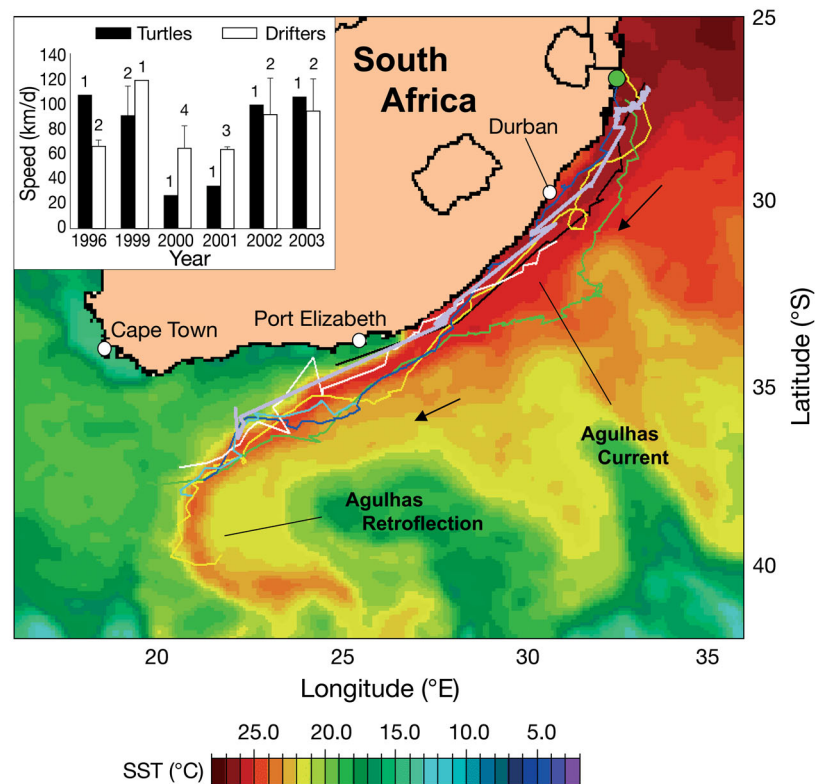 Turtles Drifters
140
120
100
80
60
40
20
0
Speed (km/d)
1 2 1 4 3 2 2
2 1 1 1 1
1996 1999 2000 2001 2002 2003
Year
South
Africa
Durban
Port Elizabeth
Cape Town
Agulhas
Current
Agulhas
Retroflection
25
30
35
40
Latitude (°S)
20 25 30 35
Longitude (°E)
25.0 20.0 15.0 10.0 5.0
SST (°C)